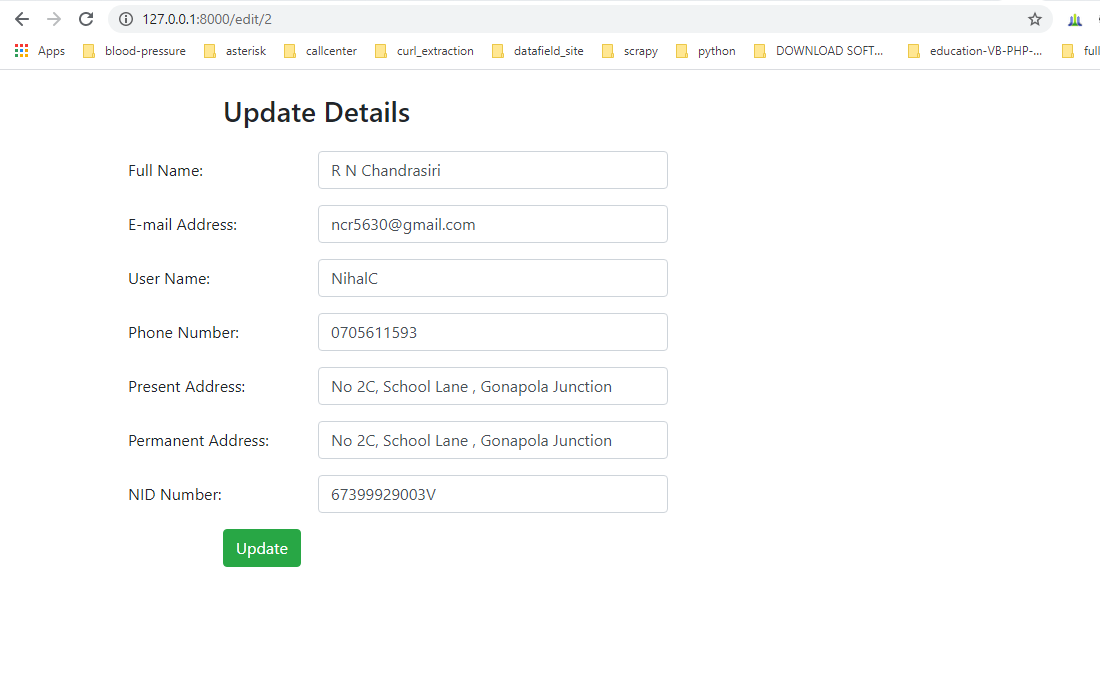 127.0.0.1:8000/edit/2
Apps blood-pressure asterisk callcenter curl_extraction datafield_site scrapy python DOWNLOAD SOFT... education-VB-PHP-... full
Update Details
Full Name: R N Chandrasiri
E-mail Address: ncr5630@gmail.com
User Name: NihalC
Phone Number: 0705611593
Present Address: No 2C, School Lane , Gonapola Junction
Permanent Address: No 2C, School Lane , Gonapola Junction
NID Number: 67399929003V
Update